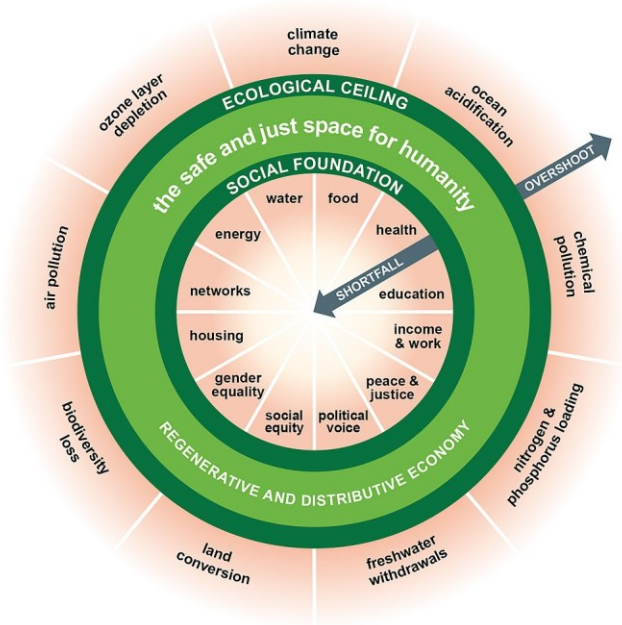 climate
change
ozone layer
depletion
ocean
acidification
ECOLOGICAL CEILING
the safe and just space for humanity
OVERSHOOT
SOCIAL FOUNDATION
water
food
energy
health
SHORTFALL
air pollution
chemical
pollution
networks
education
housing
income
& work
gender
equality
peace &
justice
social
equity
political
voice
biodiversity
loss
nitrogen &
phosphorus loading
REGENERATIVE AND DISTRIBUTIVE ECONOMY
land
conversion
freshwater
withdrawals